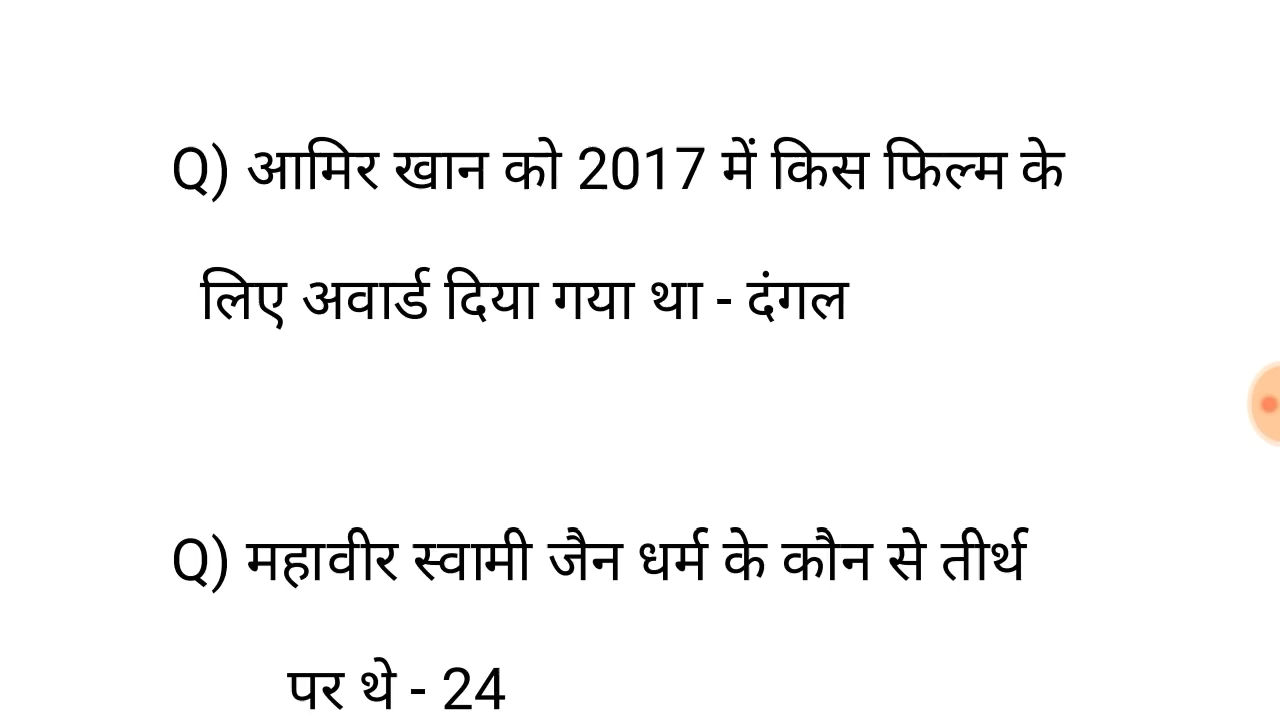 Q) आमिर खान को 2017 में किस फिल्म के
लिए अवार्ड दिया गया था - दंगल
Q) महावीर स्वामी जैन धर्म के कौन से तीर्थ
पर थे - 24